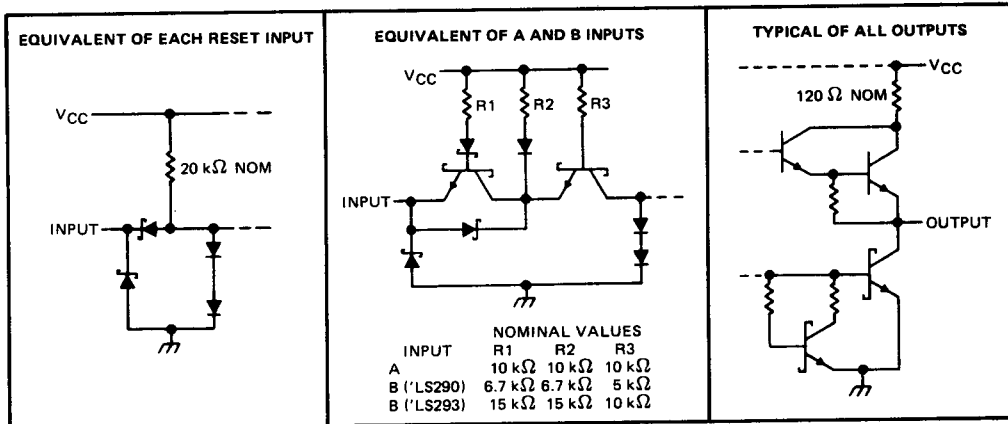 EQUIVALENT OF EACH RESET INPUT
VCC
20 kΩ NOM
INPUT
EQUIVALENT OF A AND B INPUTS
VCC
R1
R2
R3
INPUT
NOMINAL VALUES
INPUT R1 R2 R3
A 10 kΩ 10 kΩ 10 kΩ
B ('LS290) 6.7 kΩ 6.7 kΩ 5 kΩ
B ('LS293) 15 kΩ 15 kΩ 10 kΩ
TYPICAL OF ALL OUTPUTS
VCC
120 Ω NOM
OUTPUT